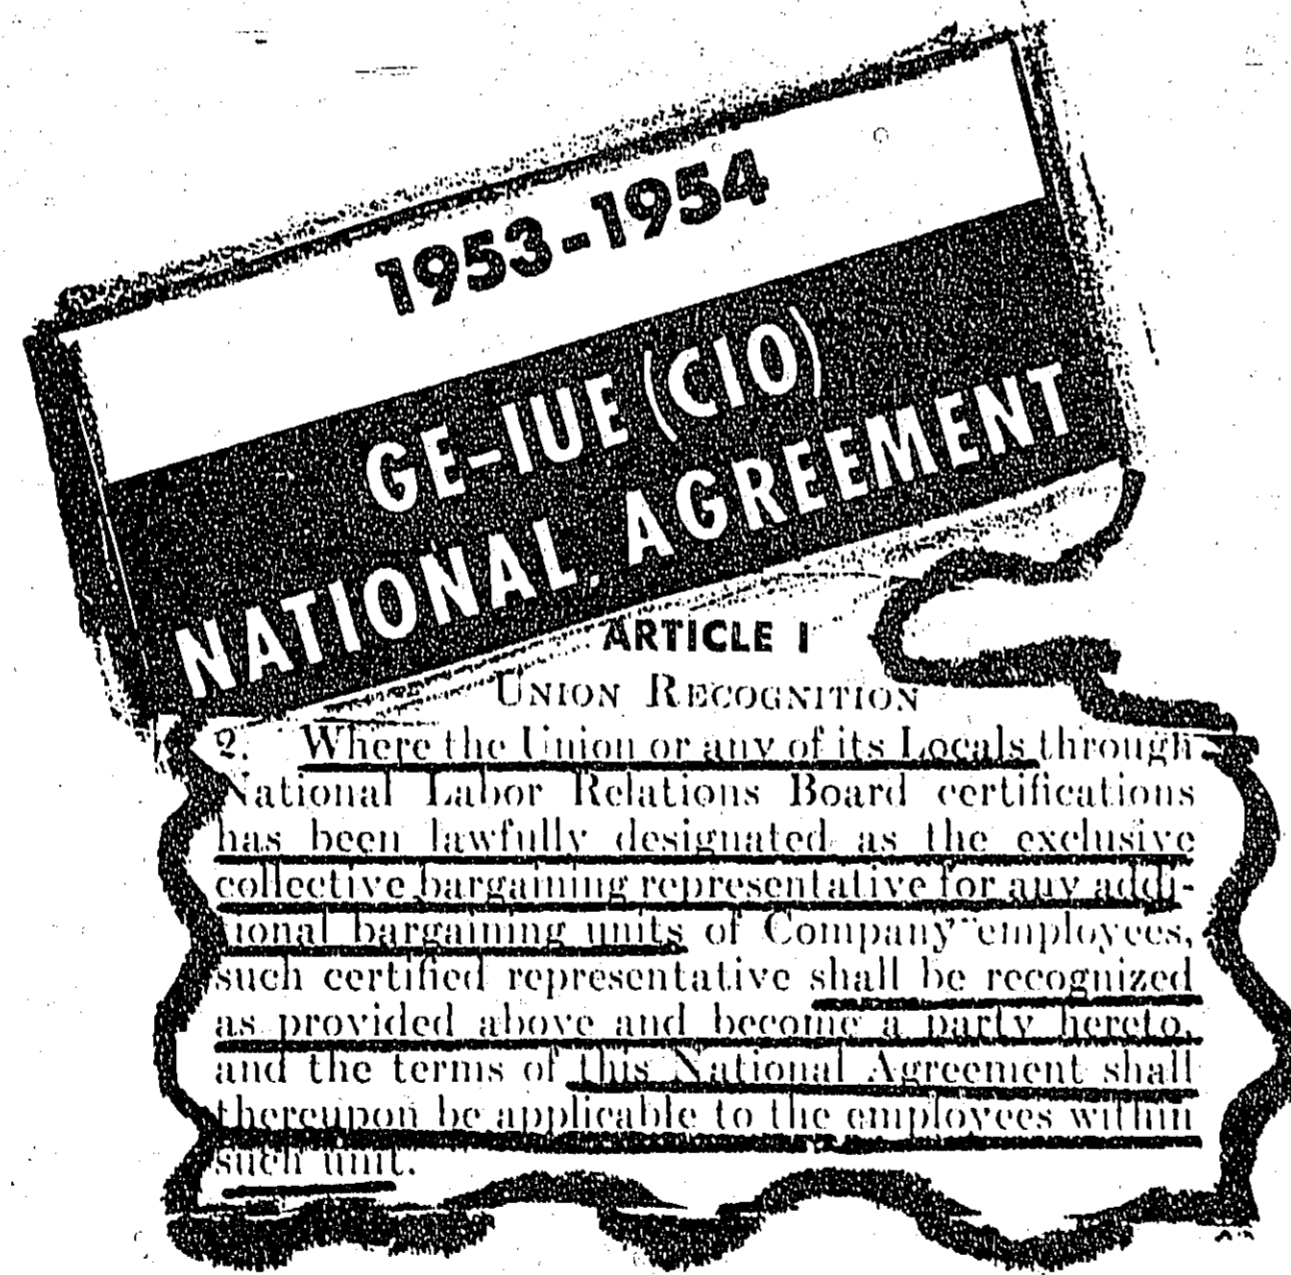 1953-1954
GE-IUE (CIO)
NATIONAL AGREEMENT
ARTICLE I
UNION RECOGNITION
2. Where the Union or any of its Locals through
National Labor Relations Board certifications
has been lawfully designated as the exclusive
collective bargaining representative for any addi-
tional bargaining units of Company employees,
such certified representative shall be recognized
as provided above and become a party hereto,
and the terms of this National Agreement shall
thereupon be applicable to the employees within
such unit.